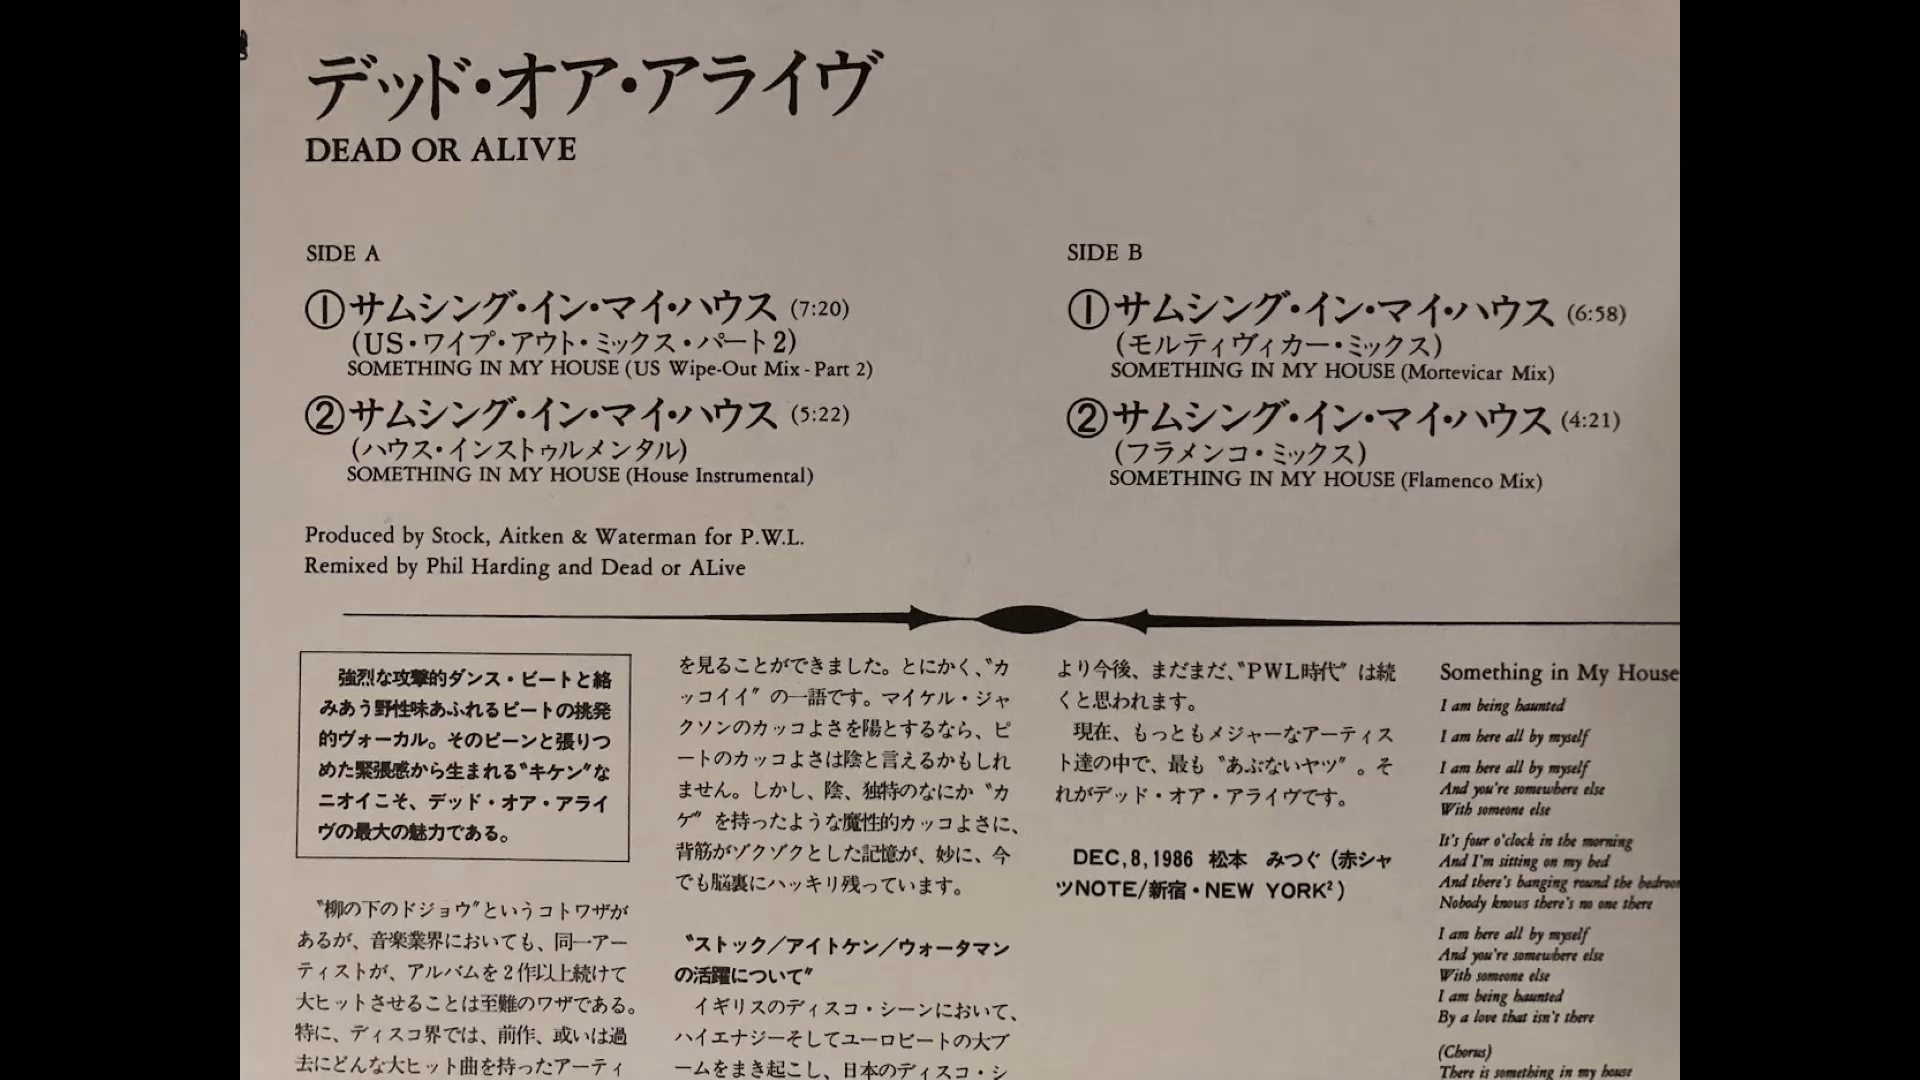 デッド・オア・アライヴ
DEAD OR ALIVE
SIDE A
①サムシング・イン・マイ・ハウス (7:20)
(US・ワイプ・アウト・ミックス・パート2)
SOMETHING IN MY HOUSE (US Wipe-Out Mix - Part 2)
②サムシング・イン・マイ・ハウス (5:22)
(ハウス・インストゥルメンタル)
SOMETHING IN MY HOUSE (House Instrumental)
SIDE B
①サムシング・イン・マイ・ハウス (6:58)
(モルティヴィカー・ミックス)
SOMETHING IN MY HOUSE (Mortevicar Mix)
②サムシング・イン・マイ・ハウス (4:21)
(フラメンコ・ミックス)
SOMETHING IN MY HOUSE (Flamenco Mix)
Produced by Stock, Aitken & Waterman for P.W.L.
Remixed by Phil Harding and Dead or ALive
強烈な攻撃的ダンス・ビートと絡
みあう野性味あふれるピートの挑発
的ヴォーカル。そのピーンと張りつ
めた緊張感から生まれる〝キケン〟な
ニオイこそ、デッド・オア・アライ
ヴの最大の魅力である。
〝柳の下のドジョウ〟というコトワザが
あるが、音楽業界においても、同一アー
ティストが、アルバムを2作以上続けて
大ヒットさせることは至難のワザである。
特に、ディスコ界では、前作、或いは過
去にどんな大ヒット曲を持ったアーティ
を見ることができました。とにかく、〝カ
ッコイイ〟の一語です。マイケル・ジャ
クソンのカッコよさを陽とするなら、ピ
ートのカッコよさは陰と言えるかもしれ
ません。しかし、陰、独特のなにか〝カ
ゲ〟を持ったような魔性的カッコよさに、
背筋がゾクゾクとした記憶が、妙に、今
でも脳裏にハッキリ残っています。
〝ストック/アイトケン/ウォータマン
の活躍について〟
イギリスのディスコ・シーンにおいて、
ハイエナジーそしてユーロビートの大ブ
ームをまき起こし、日本のディスコ・シ
より今後、まだまだ、〝PWL時代〟は続
くと思われます。
現在、もっともメジャーなアーティス
ト達の中で、最も〝あぶないヤツ〟。そ
れがデッド・オア・アライヴです。
DEC,8,1986 松本 みつぐ (赤シャ
ツNOTE/新宿・NEW YORK²)
Something in My House
I am being haunted
I am here all by myself
I am here all by myself
And you're somewhere else
With someone else
It's four o'clock in the morning
And I'm sitting on my bed
And there's banging round the bedroo
Nobody knows there's no one there
I am here all by myself
And you're somewhere else
With someone else
I am being haunted
By a love that isn't there
(Chorus)
There is something in my house